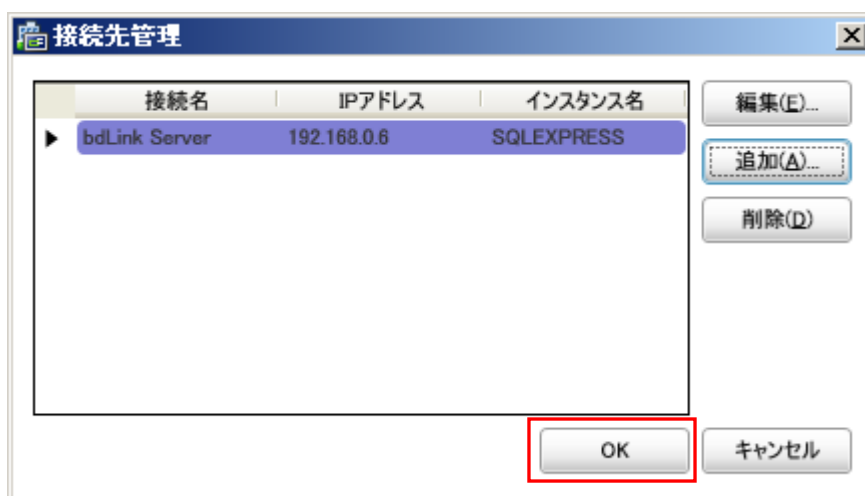 接続先管理
接続名 IPアドレス インスタンス名
bdLink Server 192.168.0.6 SQLEXPRESS
編集(E)...
追加(A)...
削除(D)
OK キャンセル